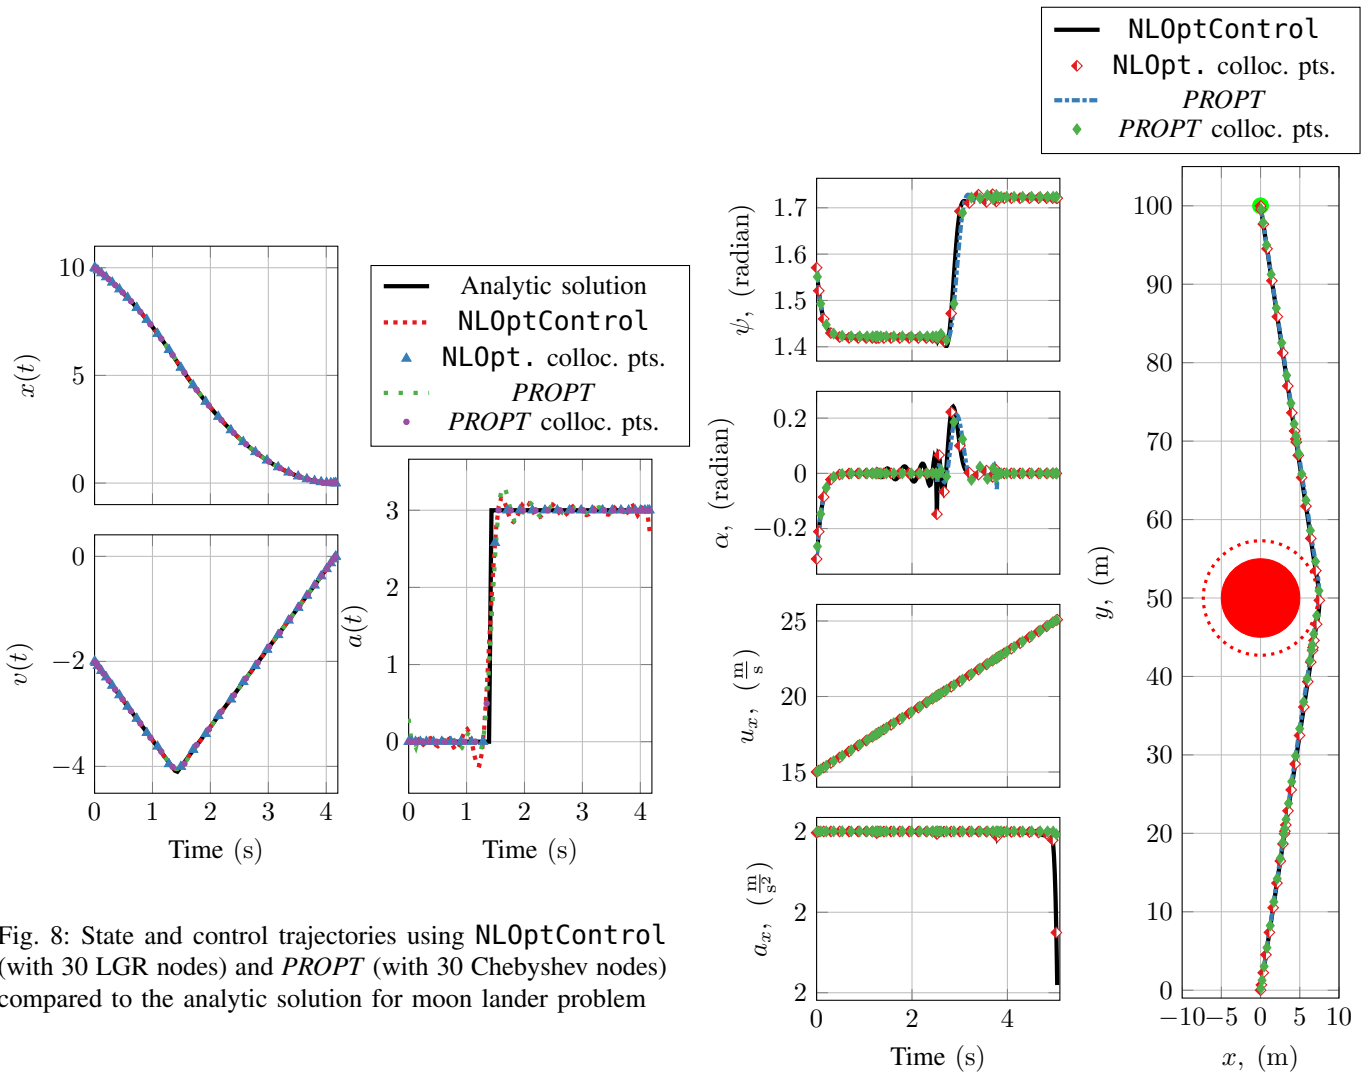 10
5
0
x(t)
0
−2
−4
v(t)
0 1 2 3 4
Time (s)
Analytic solution
NLOptControl
NLOpt. colloc. pts.
PROPT
PROPT colloc. pts.
3
1
0
a(t)
0 1 2 3 4
Time (s)
Fig. 8: State and control trajectories using NLOptControl
(with 30 LGR nodes) and PROPT (with 30 Chebyshev nodes)
compared to the analytic solution for moon lander problem
NLOptControl
NLOpt. colloc. pts.
PROPT
PROPT colloc. pts.
1.7
1.6
1.5
1.4
ψ, (radian)
0.2
0
−0.2
α, (radian)
25
20
15
u_x, (m/s)
2
2
2
a_x, (m/s²)
0 2 4
Time (s)
100
90
80
70
60
50
40
30
20
10
0
y, (m)
−10 −5 0 5 10
x, (m)